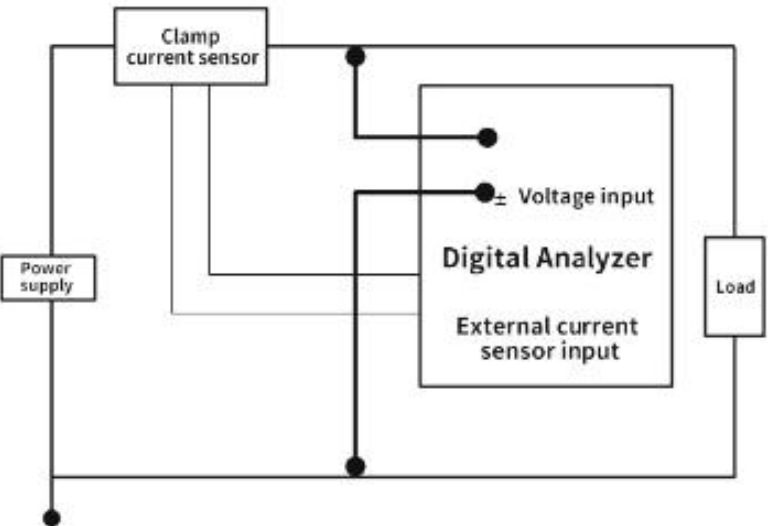 Clamp
current sensor
± Voltage input
Digital Analyzer
Power
supply
Load
External current
sensor input